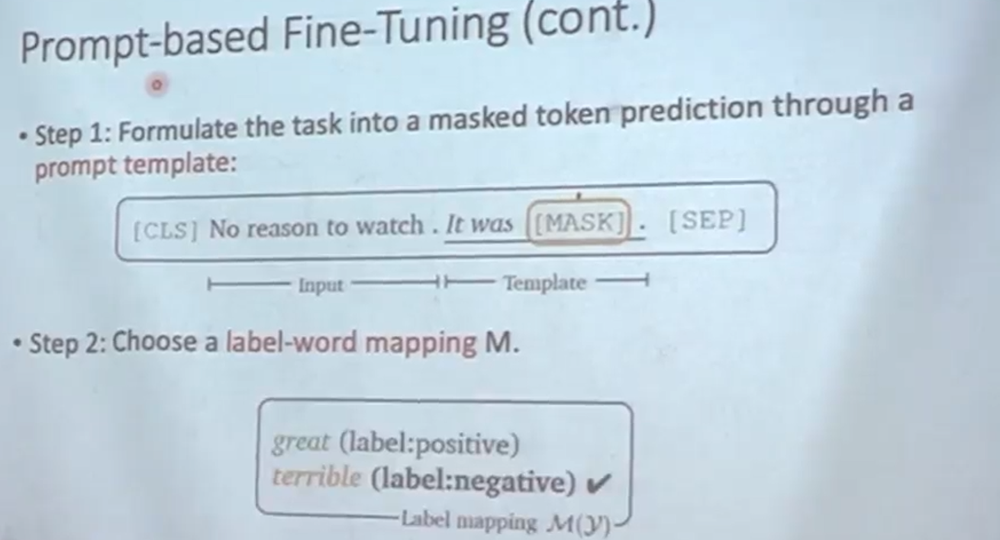 Prompt-based Fine-Tuning (cont.)
• Step 1: Formulate the task into a masked token prediction through a
prompt template:
[CLS] No reason to watch . It was [MASK] . [SEP]
Input Template
• Step 2: Choose a label-word mapping M.
great (label:positive)
terrible (label:negative) ✔
Label mapping M(Y)